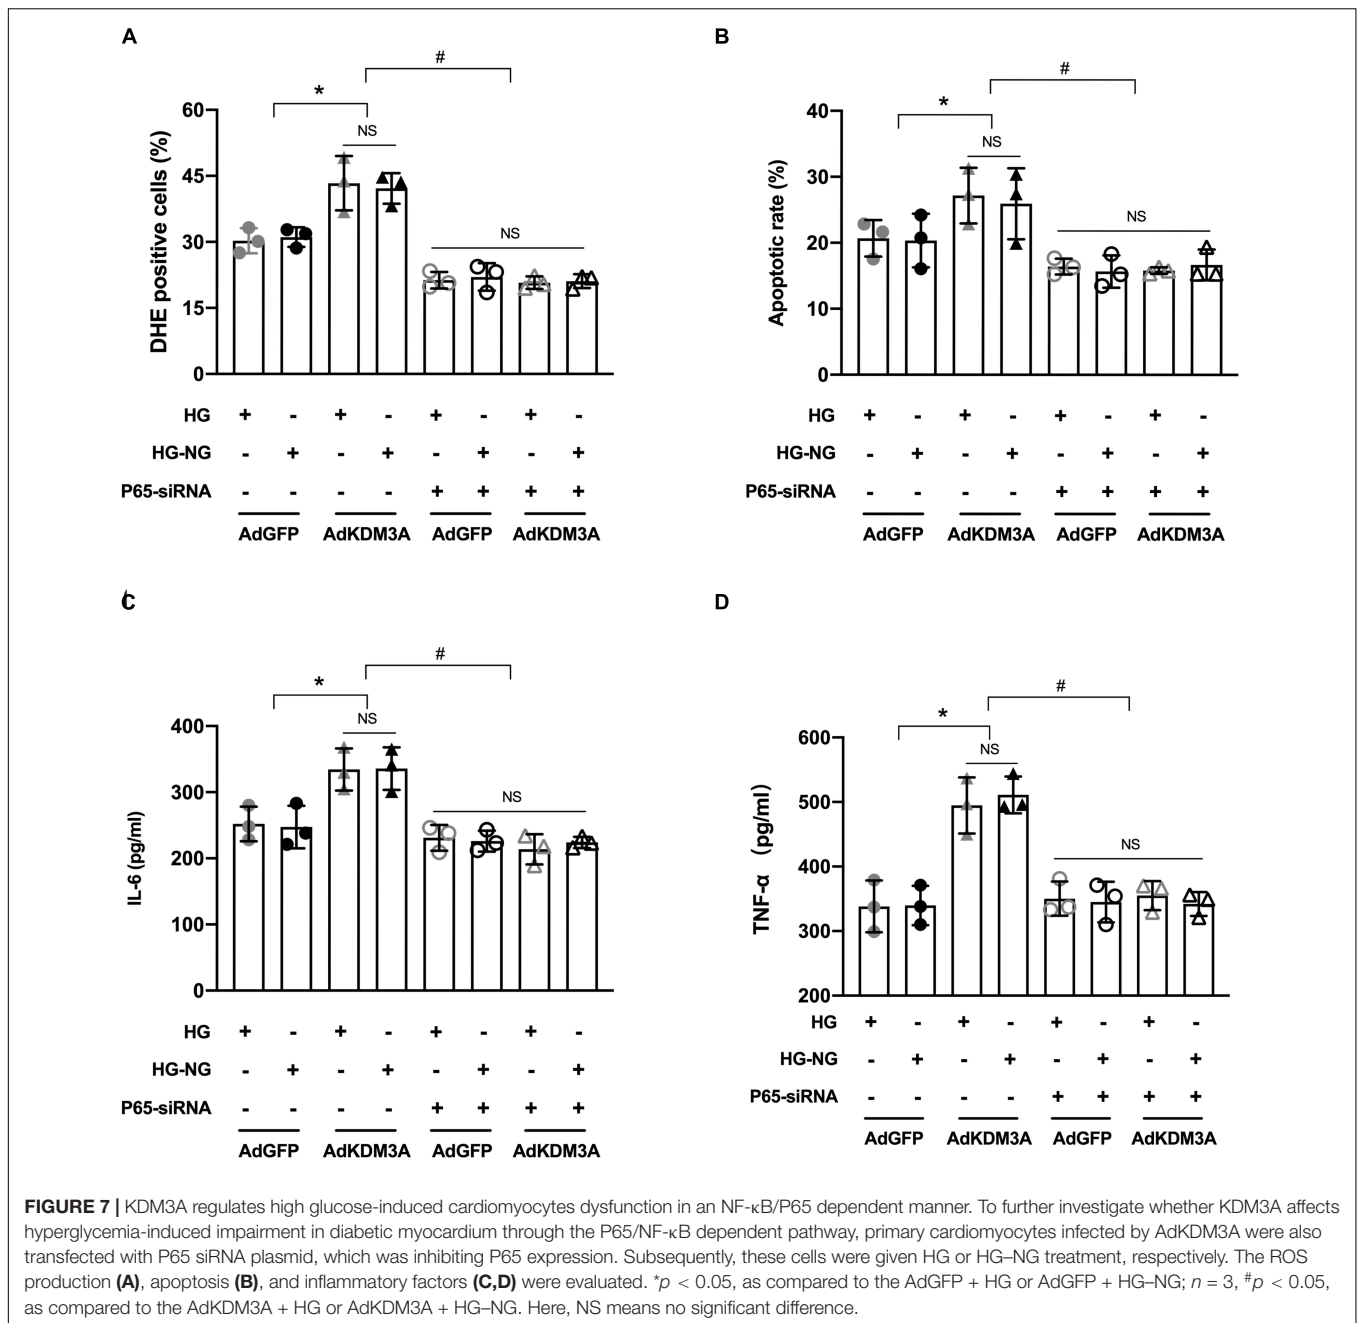 A
#
*
NS
NS
60
45
30
15
0
DHE positive cells (%)
HG + - + - + - + -
HG-NG - + - + - + - +
P65-siRNA - - - - + + + +
AdGFP AdKDM3A AdGFP AdKDM3A
B
#
*
NS
NS
40
30
20
10
0
Apoptotic rate (%)
HG + - + - + - + -
HG-NG - + - + - + - +
P65-siRNA - - - - + + + +
AdGFP AdKDM3A AdGFP AdKDM3A
C
#
*
NS
NS
400
300
200
100
0
IL-6 (pg/ml)
HG + - + - + - + -
HG-NG - + - + - + - +
P65-siRNA - - - - + + + +
AdGFP AdKDM3A AdGFP AdKDM3A
D
#
*
NS
NS
600
500
400
300
200
TNF-α (pg/ml)
HG + - + - + - + -
HG-NG - + - + - + - +
P65-siRNA - - - - + + + +
AdGFP AdKDM3A AdGFP AdKDM3A
FIGURE 7 | KDM3A regulates high glucose-induced cardiomyocytes dysfunction in an NF-κB/P65 dependent manner. To further investigate whether KDM3A affects
hyperglycemia-induced impairment in diabetic myocardium through the P65/NF-κB dependent pathway, primary cardiomyocytes infected by AdKDM3A were also
transfected with P65 siRNA plasmid, which was inhibiting P65 expression. Subsequently, these cells were given HG or HG–NG treatment, respectively. The ROS
production (A), apoptosis (B), and inflammatory factors (C,D) were evaluated. *p < 0.05, as compared to the AdGFP + HG or AdGFP + HG–NG; n = 3, #p < 0.05,
as compared to the AdKDM3A + HG or AdKDM3A + HG–NG. Here, NS means no significant difference.